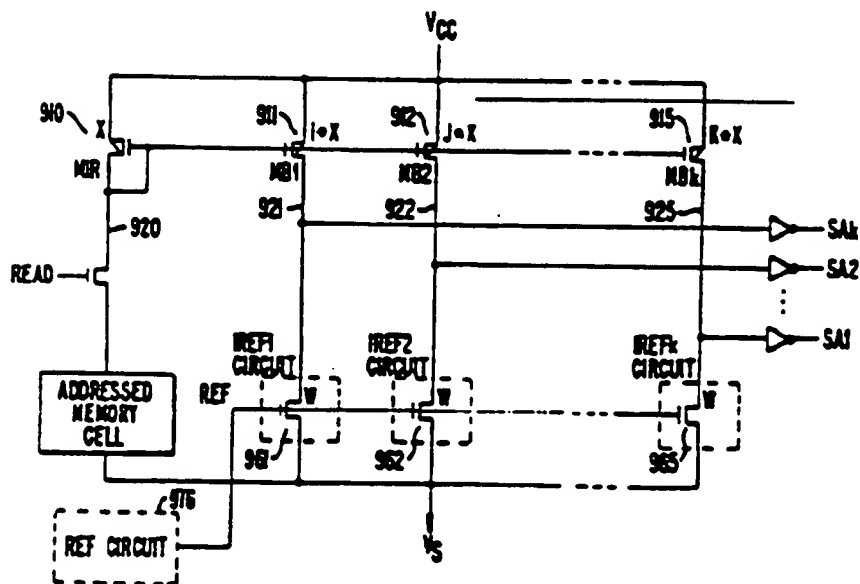 VCC
910
X
MIR
911
i*X
MB1
912
J*X
MB2
915
K*X
MBk
920
921
922
925
READ
SAk
SA2
SA1
ADDRESSED
MEMORY
CELL
IREF1
CIRCUIT
IREF2
CIRCUIT
IREFk
CIRCUIT
REF
W
W
W
961
962
965
976
REF CIRCUIT
VS